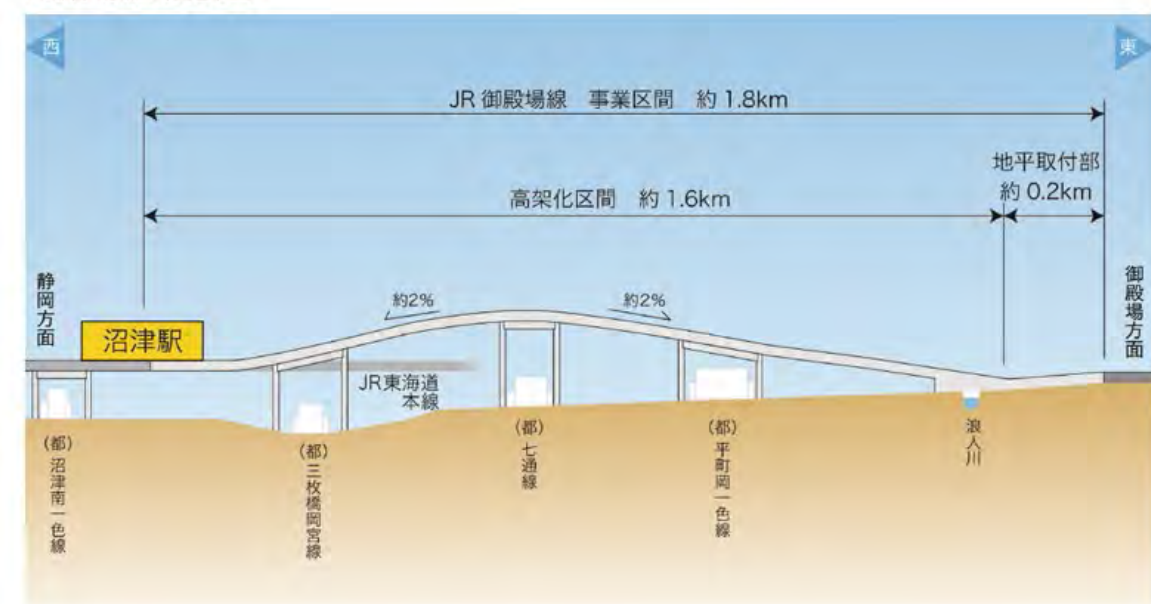 西
東
JR 御殿場線　事業区間　約 1.8km
地平取付部
約 0.2km
高架化区間　約 1.6km
静岡方面
御殿場方面
約2%
約2%
沼津駅
JR東海道
本線
(都)沼津南一色線
(都)三枚橋岡宮線
(都)七通線
(都)平町岡一色線
浪人川